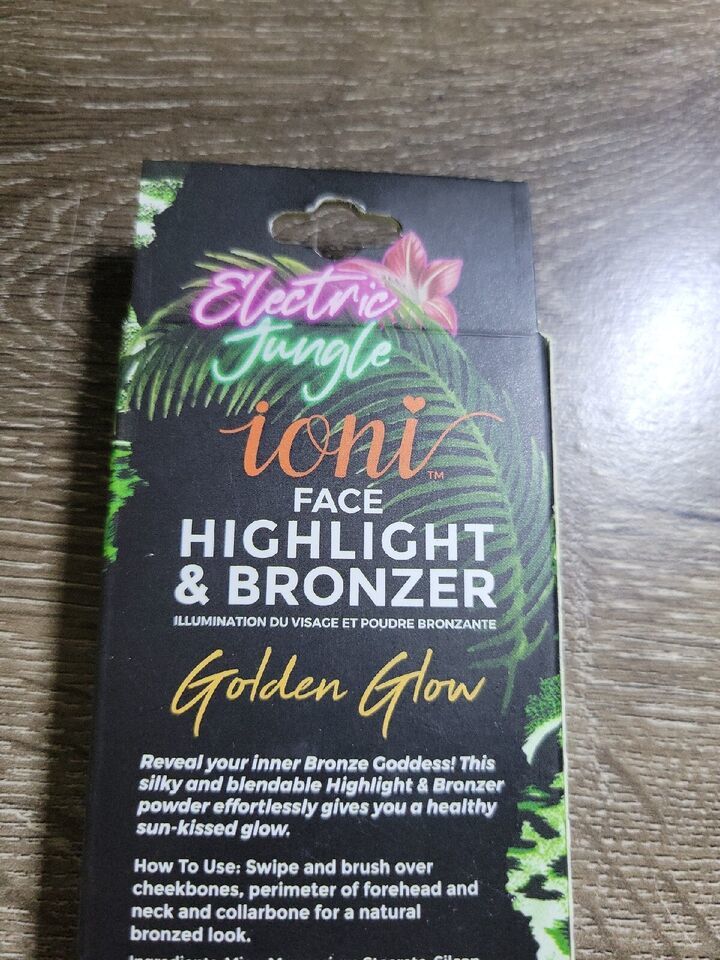 Electric
Jungle
ioni™
FACE
HIGHLIGHT
& BRONZER
ILLUMINATION DU VISAGE ET POUDRE BRONZANTE
Golden Glow
Reveal your inner Bronze Goddess! This
silky and blendable Highlight & Bronzer
powder effortlessly gives you a healthy
sun-kissed glow.
How To Use: Swipe and brush over
cheekbones, perimeter of forehead and
neck and collarbone for a natural
bronzed look.